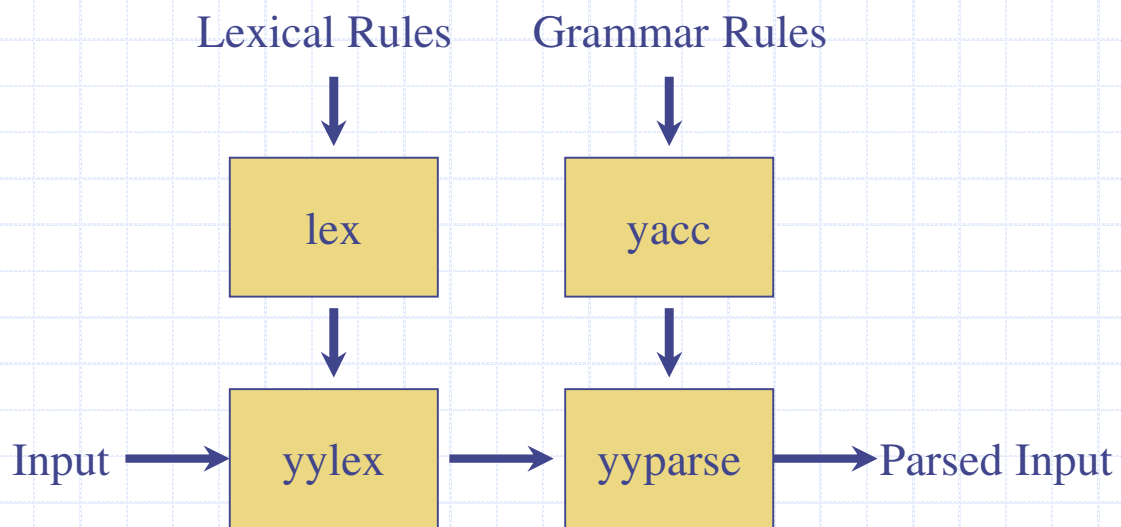 Lexical Rules Grammar Rules
lex yacc
Input yylex yyparse Parsed Input